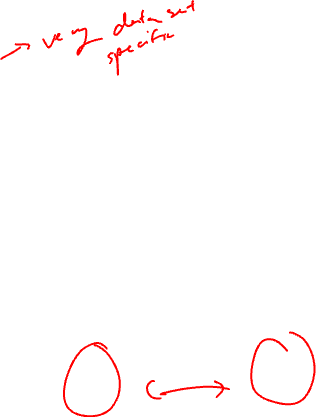 → very data set
specific